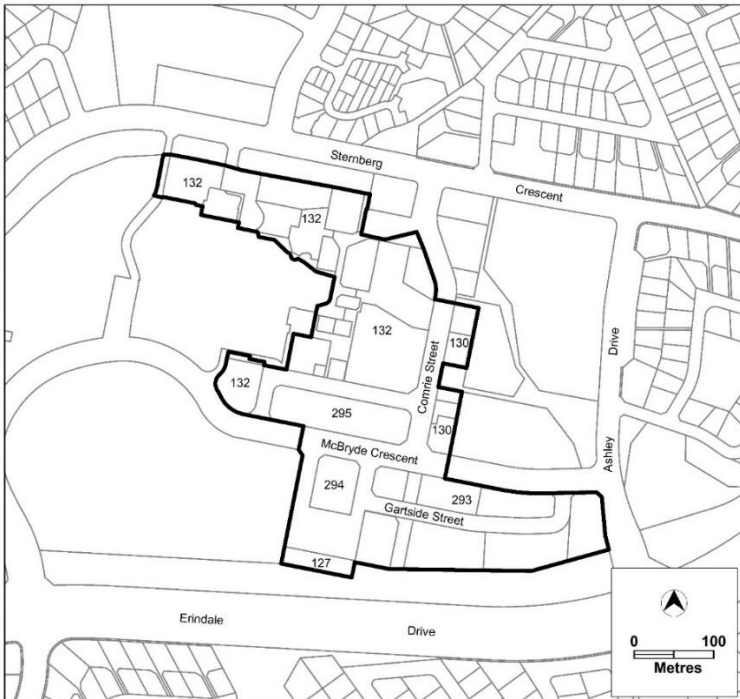 Sternberg
Crescent
132
132
132
130
Comrie Street
Drive
132
295
130
McBryde Crescent
Ashley
294
293
Gartside Street
127
Erindale
Drive
0 100
Metres